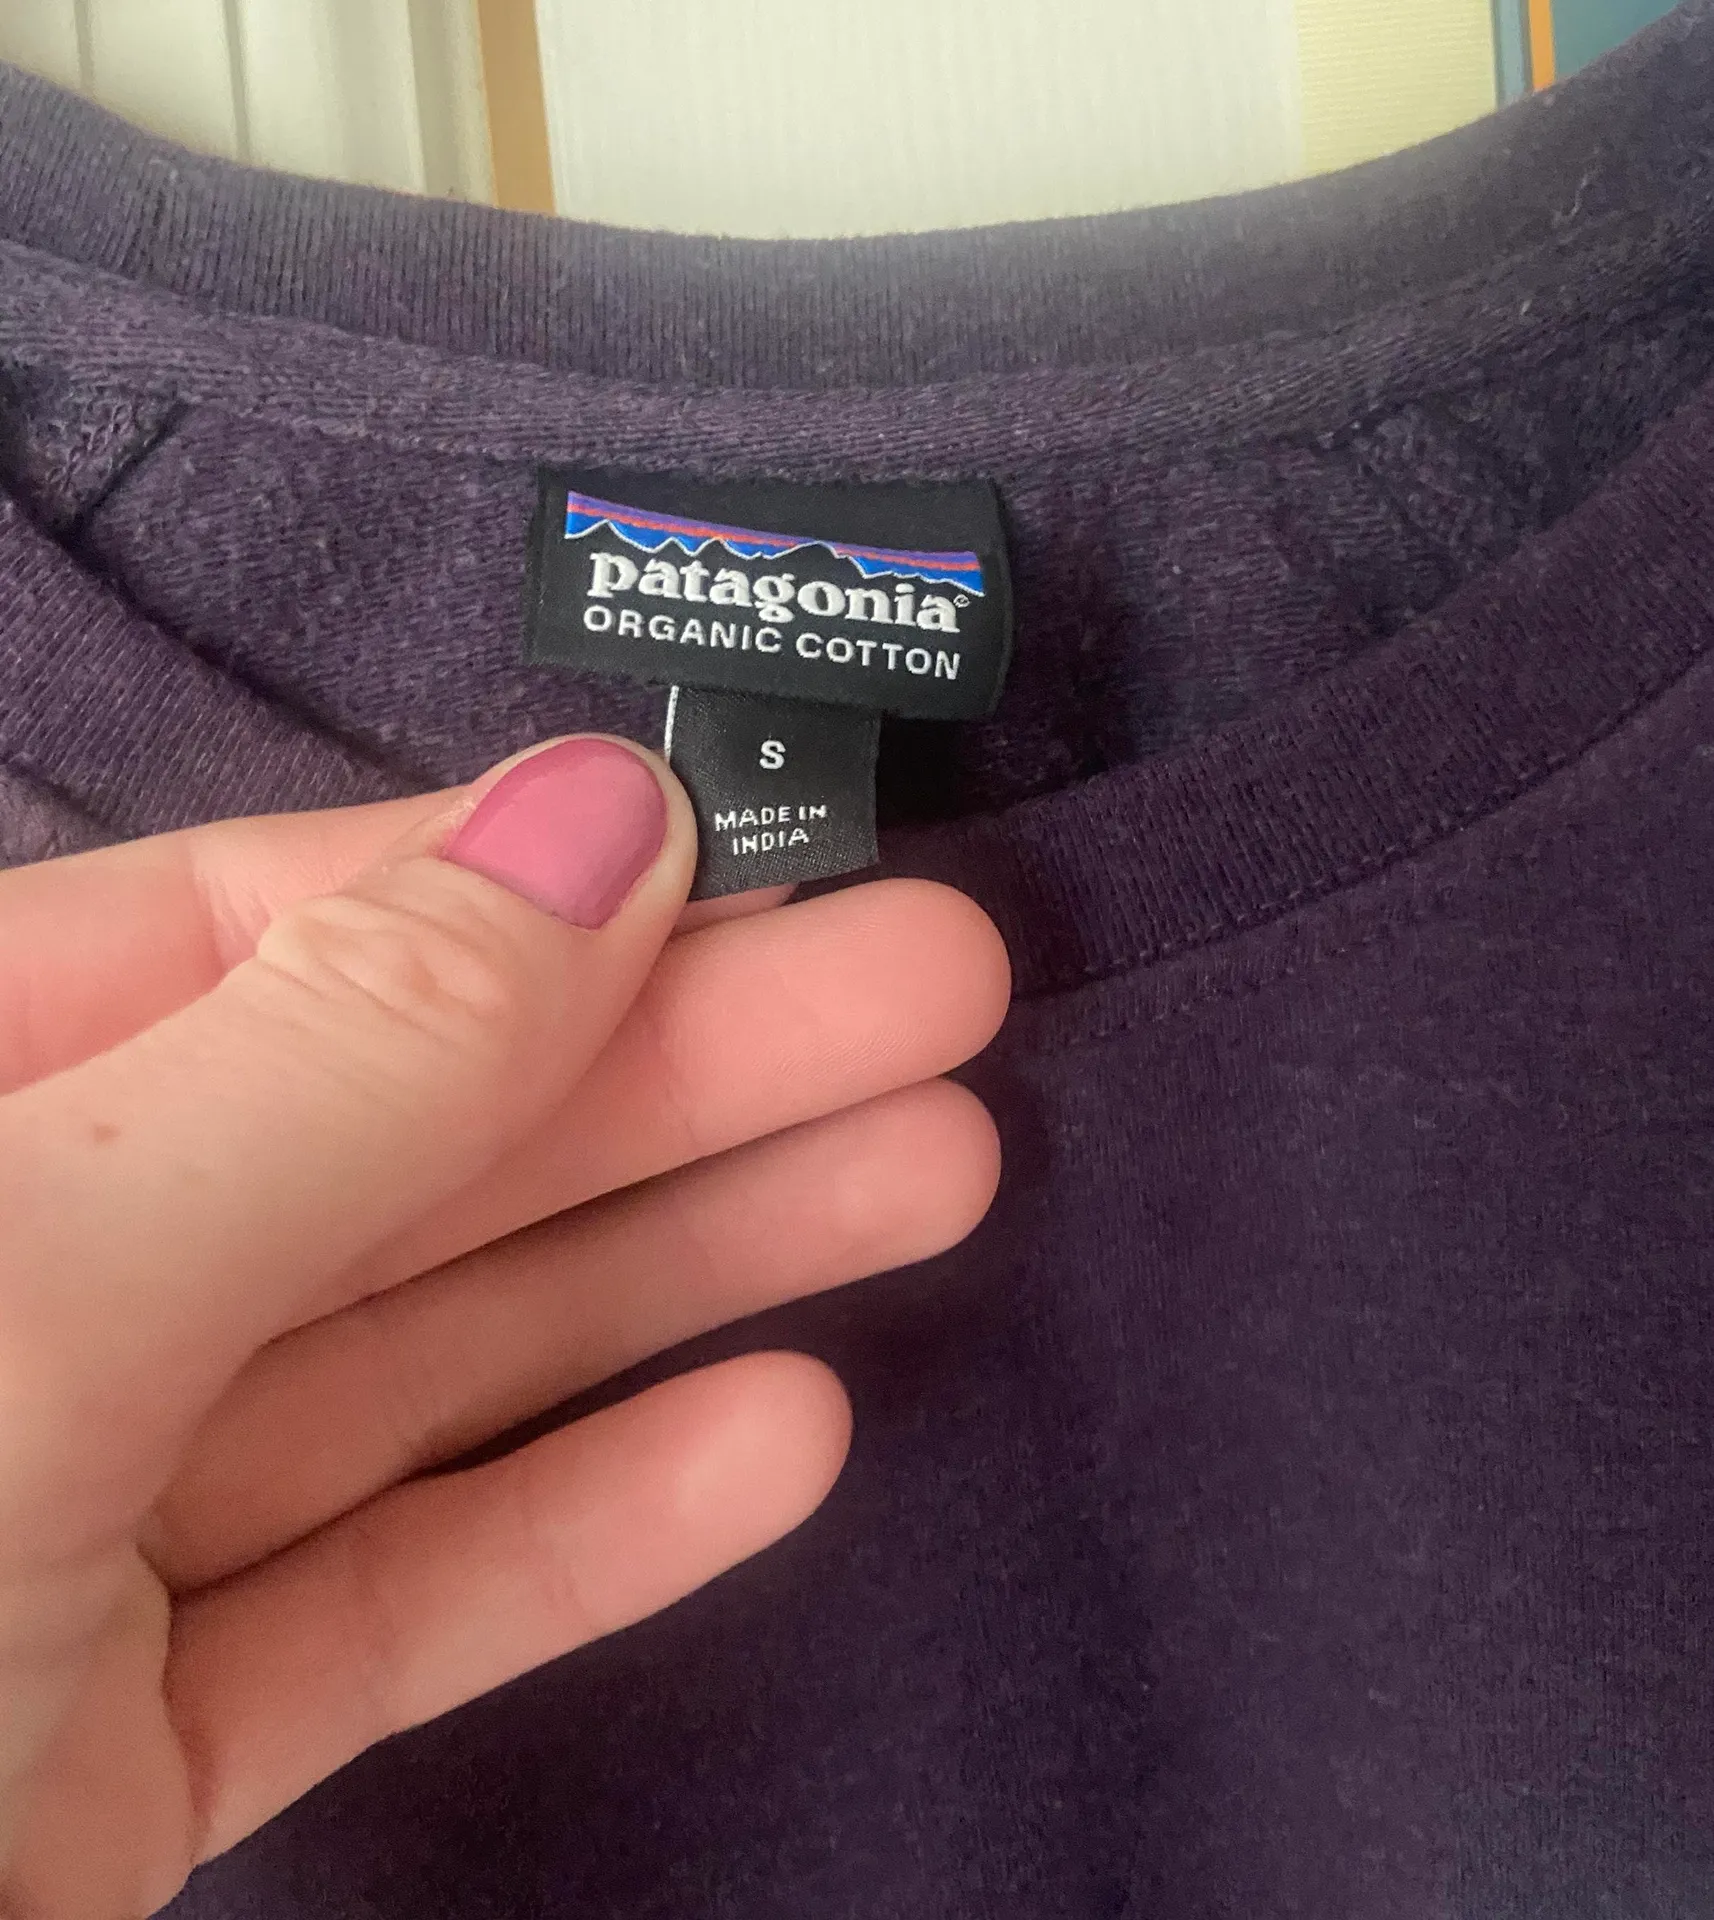 patagonia®
ORGANIC COTTON
S
MADE IN
INDIA